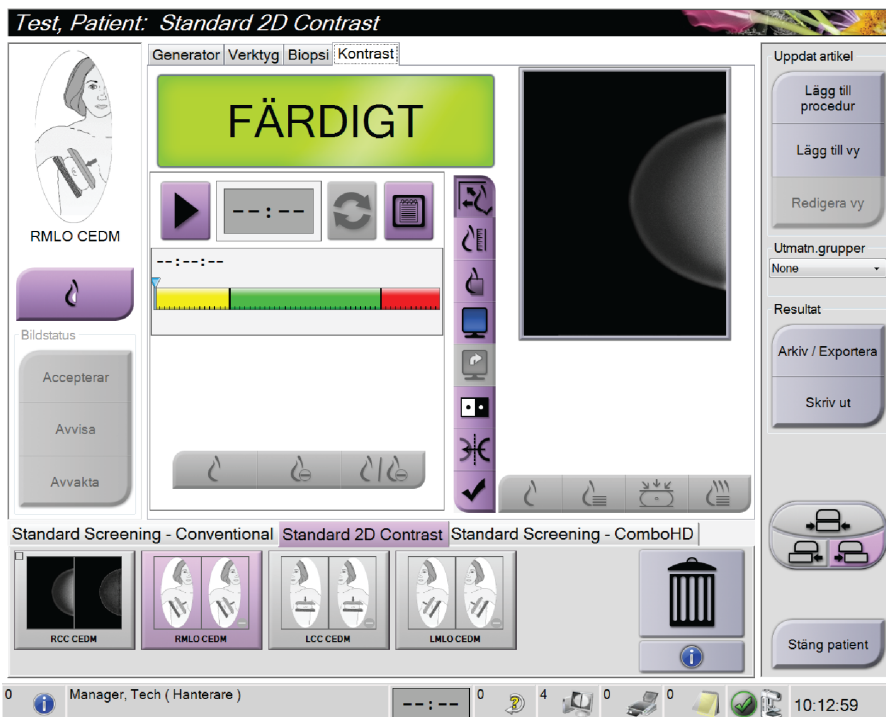 Test, Patient: Standard 2D Contrast
Generator Verktyg Biopsi Kontrast
FÄRDIGT
--:--
--:--:--
RMLO CEDM
Bildstatus
Accepterar
Avvisa
Avvakta
Uppdat artikel
Lägg till
procedur
Lägg till vy
Redigera vy
Utmatn.grupper
None
Resultat
Arkiv / Exportera
Skriv ut
Standard Screening - Conventional Standard 2D Contrast Standard Screening - ComboHD
RCC CEDM RMLO CEDM LCC CEDM LMLO CEDM
Stäng patient
0 Manager, Tech ( Hanterare ) --:-- 0 4 0 0 10:12:59